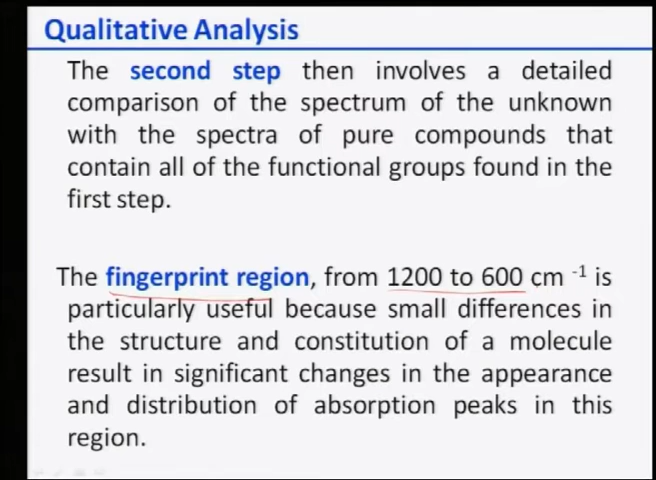 Qualitative Analysis
The second step then involves a detailed
comparison of the spectrum of the unknown
with the spectra of pure compounds that
contain all of the functional groups found in the
first step.
The fingerprint region, from 1200 to 600 cm -1 is
particularly useful because small differences in
the structure and constitution of a molecule
result in significant changes in the appearance
and distribution of absorption peaks in this
region.